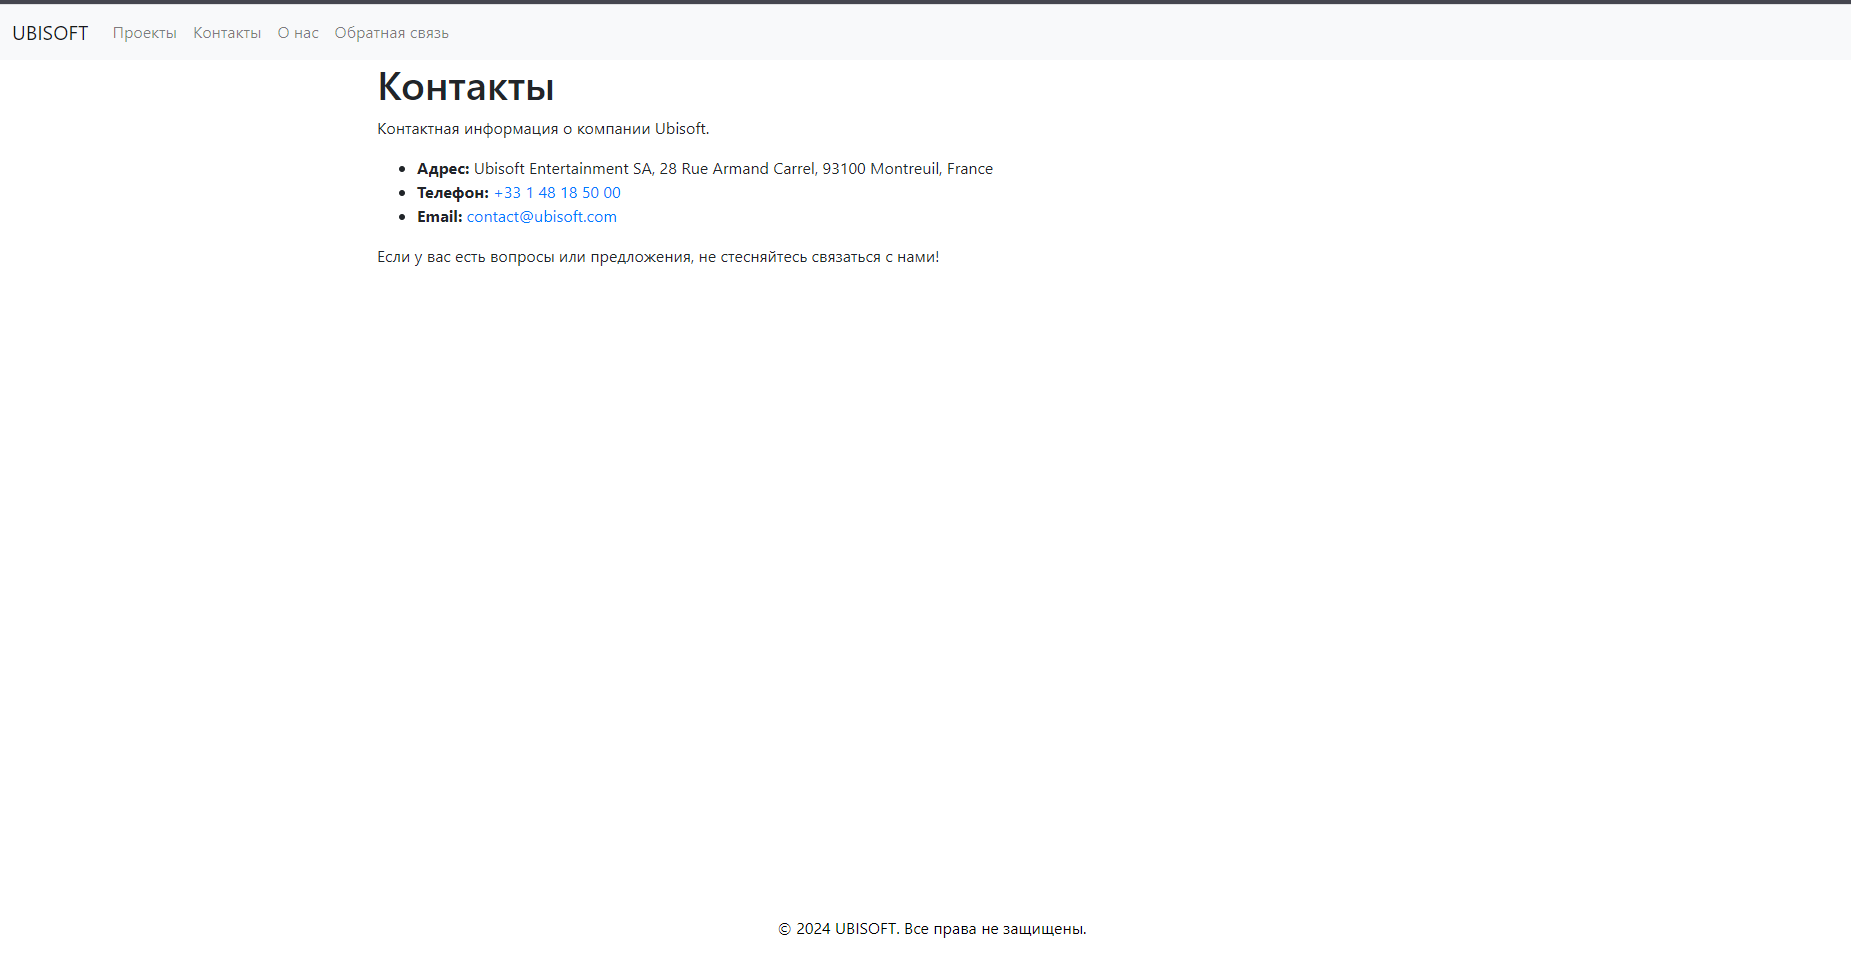 UBISOFT Проекты Контакты О нас Обратная связь
Контакты
Контактная информация о компании Ubisoft.
• Адрес: Ubisoft Entertainment SA, 28 Rue Armand Carrel, 93100 Montreuil, France
• Телефон: +33 1 48 18 50 00
• Email: contact@ubisoft.com
Если у вас есть вопросы или предложения, не стесняйтесь связаться с нами!
© 2024 UBISOFT. Все права не защищены.